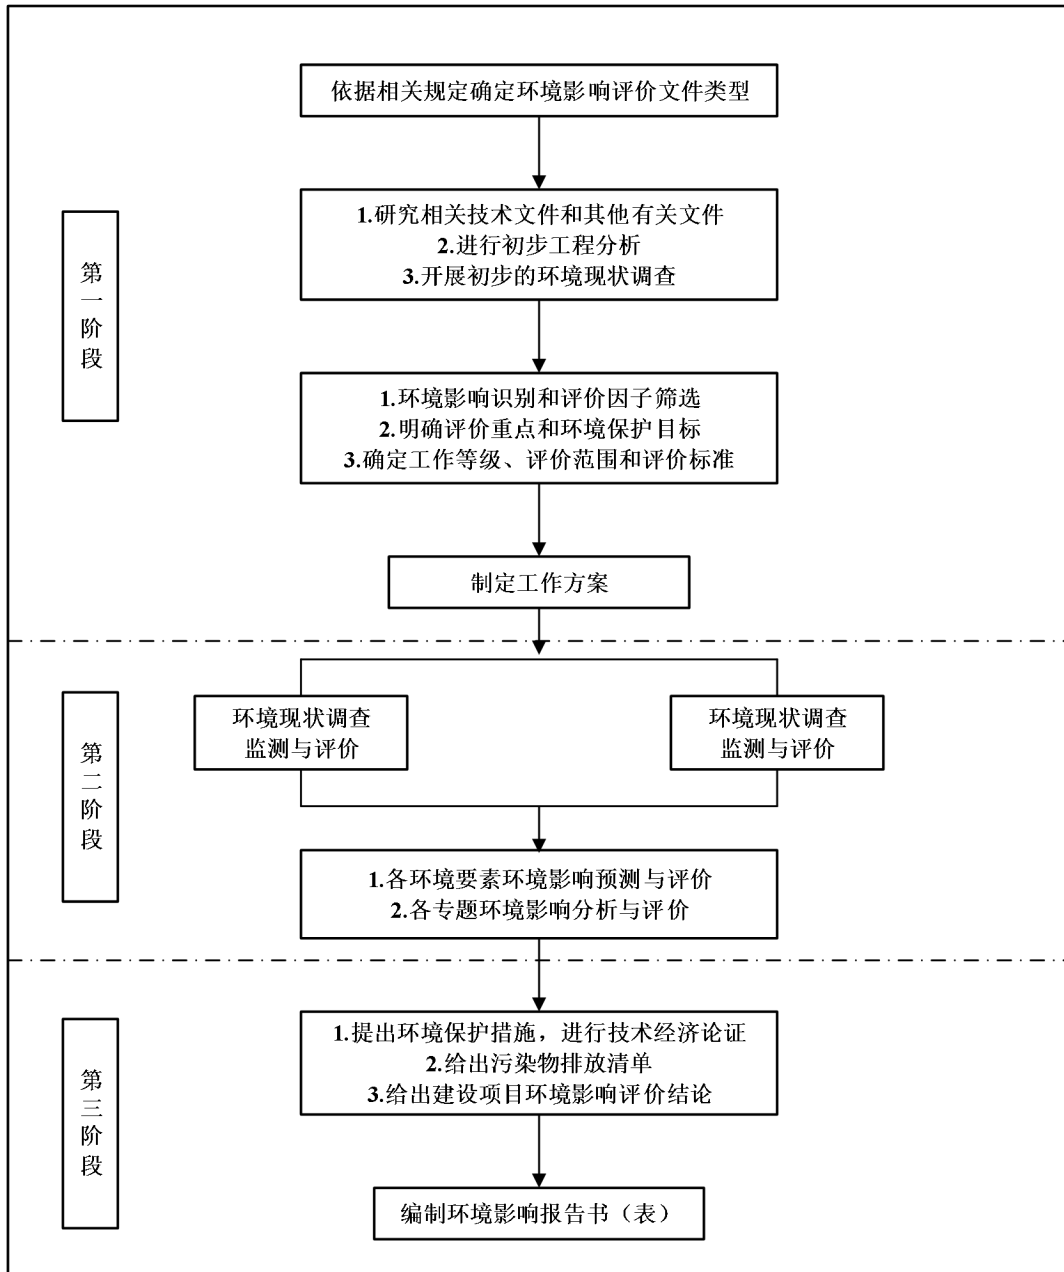 依据相关规定确定环境影响评价文件类型
第一阶段
1.研究相关技术文件和其他有关文件
2.进行初步工程分析
3.开展初步的环境现状调查
1.环境影响识别和评价因子筛选
2.明确评价重点和环境保护目标
3.确定工作等级、评价范围和评价标准
制定工作方案
第二阶段
环境现状调查
监测与评价
环境现状调查
监测与评价
1.各环境要素环境影响预测与评价
2.各专题环境影响分析与评价
第三阶段
1.提出环境保护措施，进行技术经济论证
2.给出污染物排放清单
3.给出建设项目环境影响评价结论
编制环境影响报告书（表）